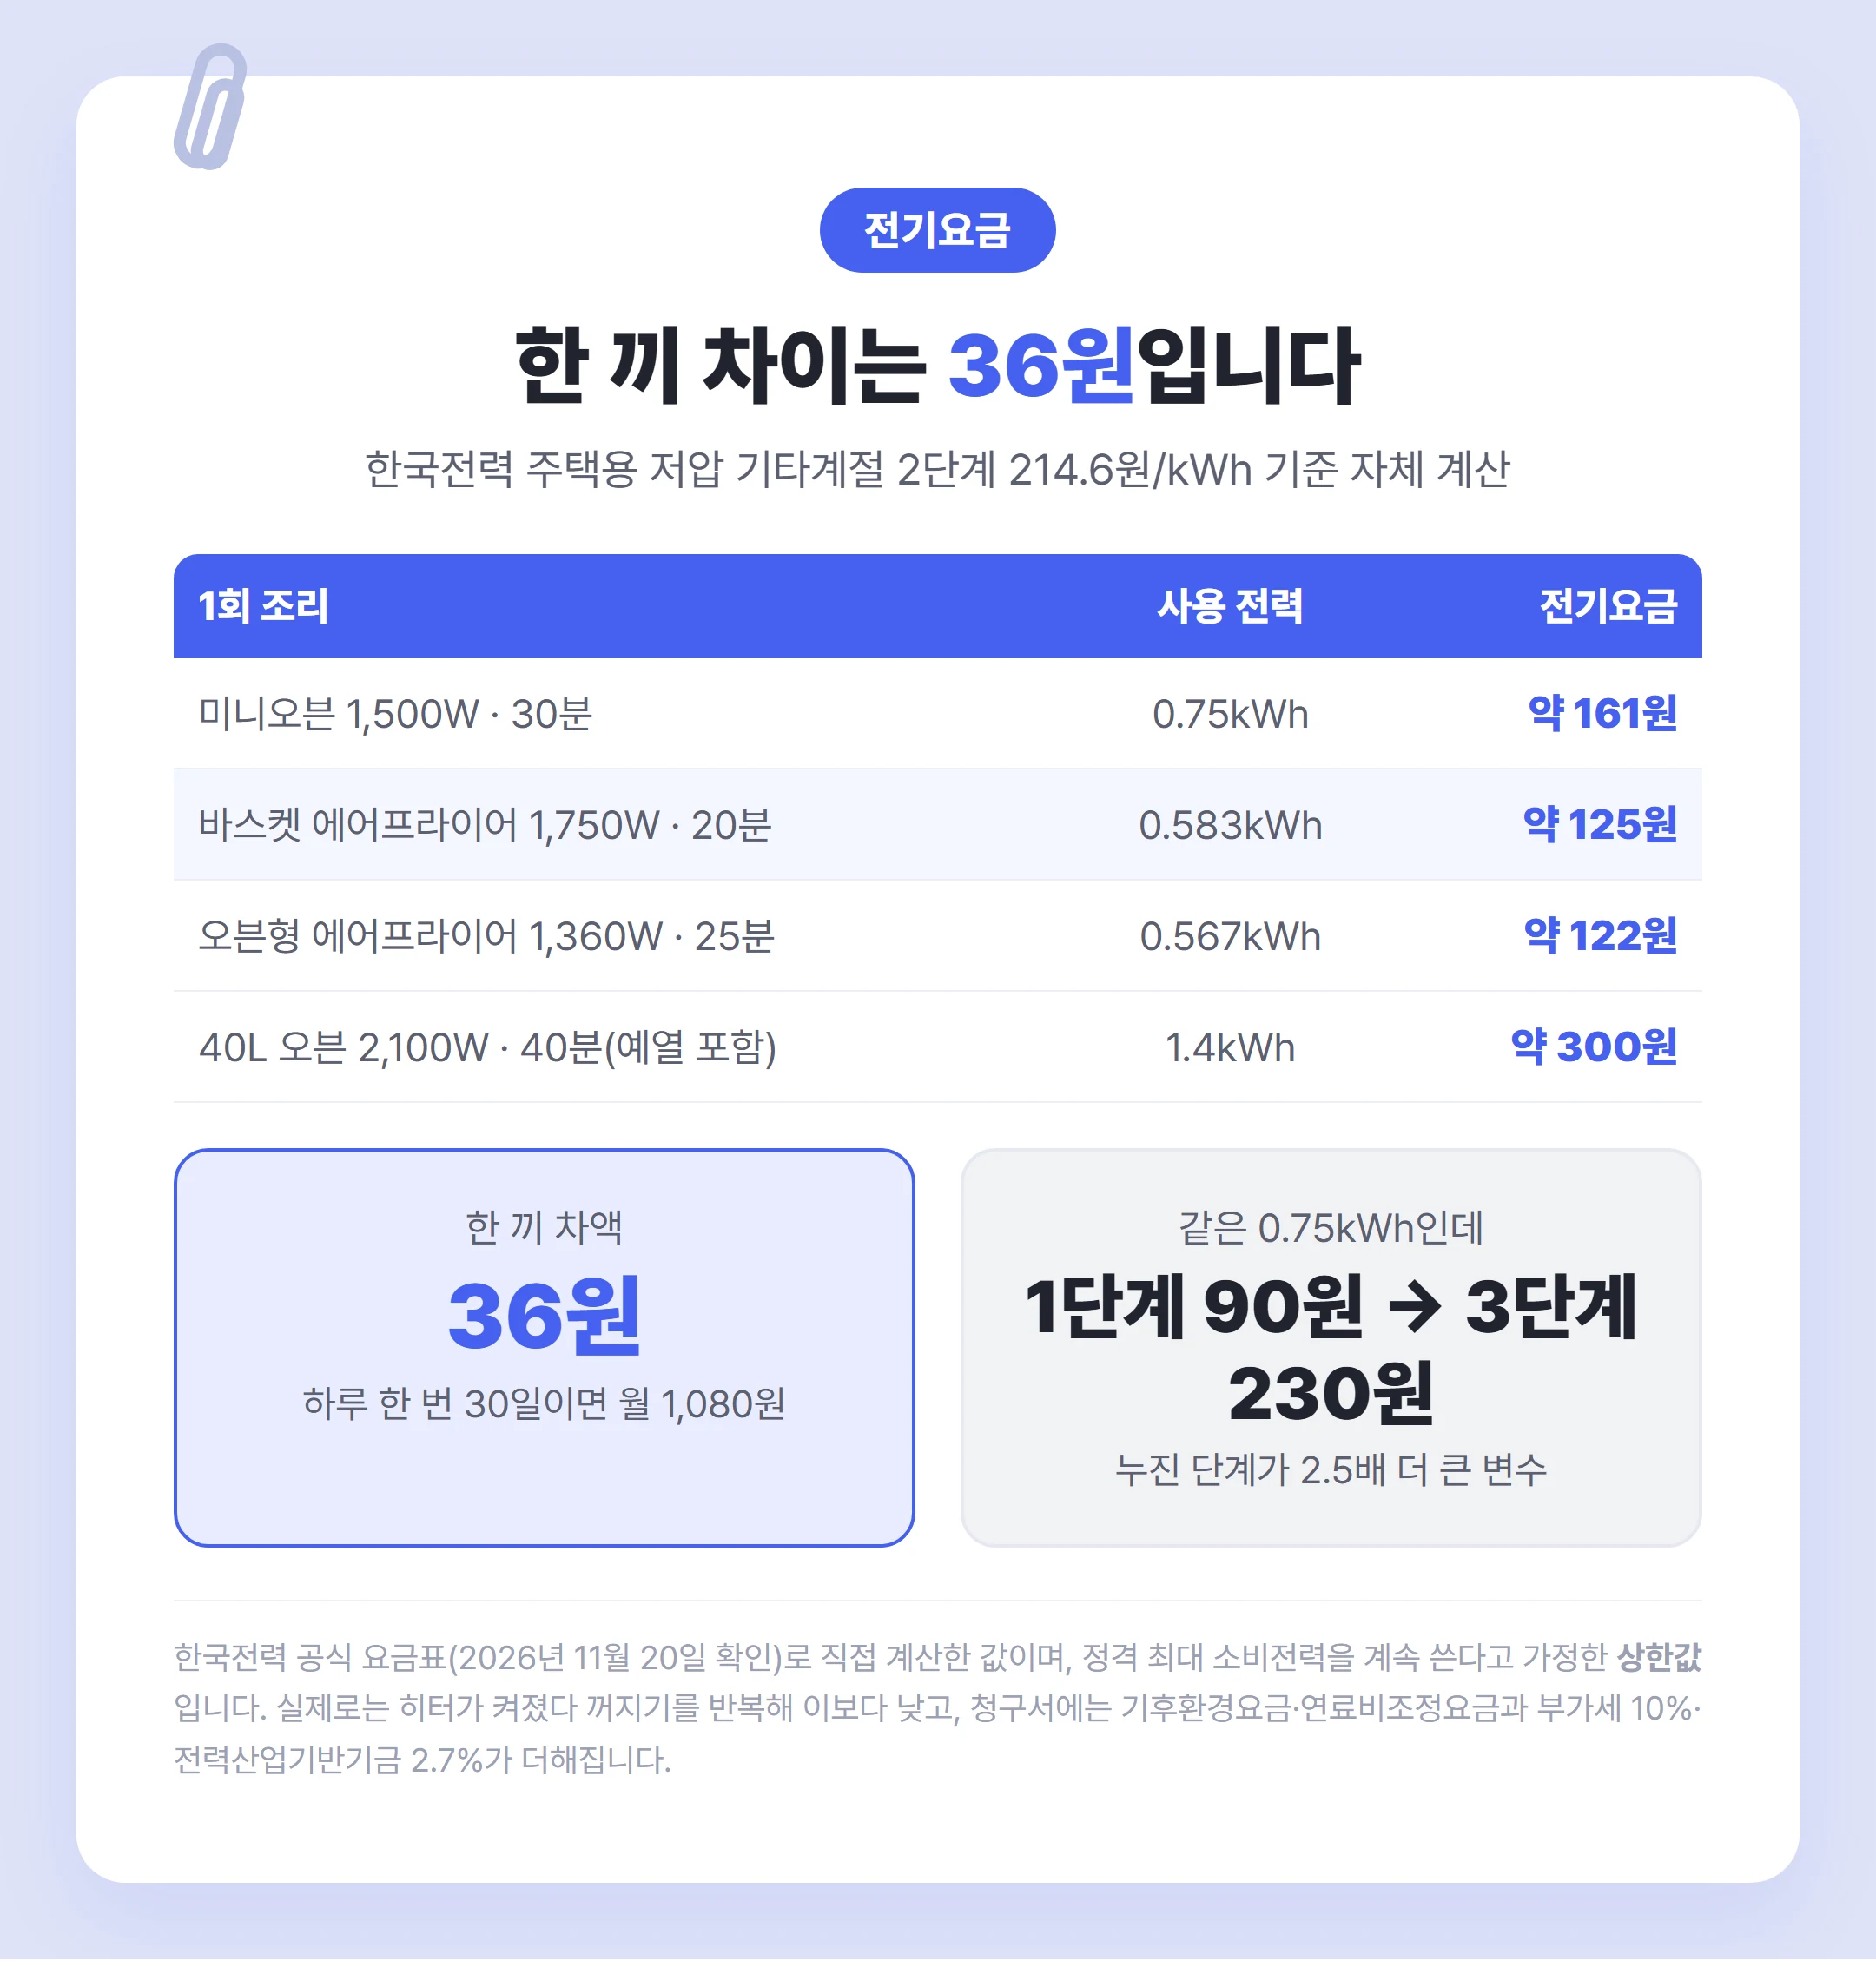 전기요금
한 끼 차이는 36원입니다
한국전력 주택용 저압 기타계절 2단계 214.6원/kWh 기준 자체 계산
1회 조리 사용 전력 전기요금
미니오븐 1,500W · 30분 0.75kWh 약 161원
바스켓 에어프라이어 1,750W · 20분 0.583kWh 약 125원
오븐형 에어프라이어 1,360W · 25분 0.567kWh 약 122원
40L 오븐 2,100W · 40분(예열 포함) 1.4kWh 약 300원
한 끼 차액
36원
하루 한 번 30일이면 월 1,080원
같은 0.75kWh인데
1단계 90원 → 3단계
230원
누진 단계가 2.5배 더 큰 변수
한국전력 공식 요금표(2026년 11월 20일 확인)로 직접 계산한 값이며, 정격 최대 소비전력을 계속 쓴다고 가정한 상한값
입니다. 실제로는 히터가 켜졌다 꺼지기를 반복해 이보다 낮고, 청구서에는 기후환경요금·연료비조정요금과 부가세 10%·
전력산업기반기금 2.7%가 더해집니다.